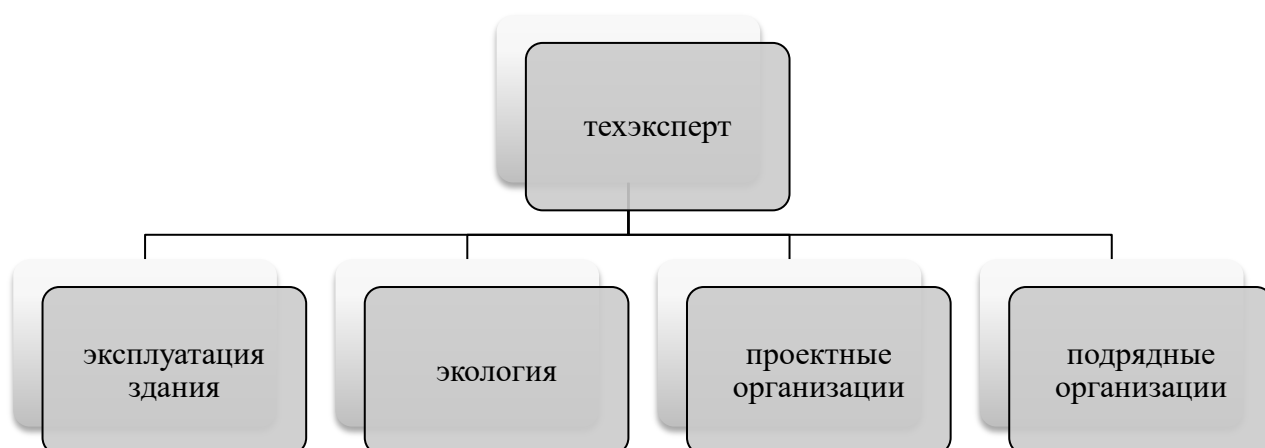 техэксперт
эксплуатация
здания
экология
проектные
организации
подрядные
организации